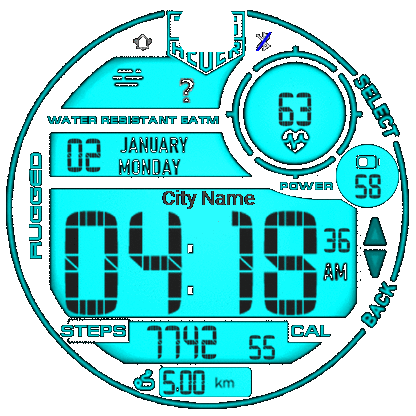 ?
SELECT
63
WATER RESISTANT 8ATM
02 JANUARY
MONDAY
RUGGED
POWER
58
City Name
04:18 36
AM
BACK
STEPS 7742 55 CAL
5.00 km